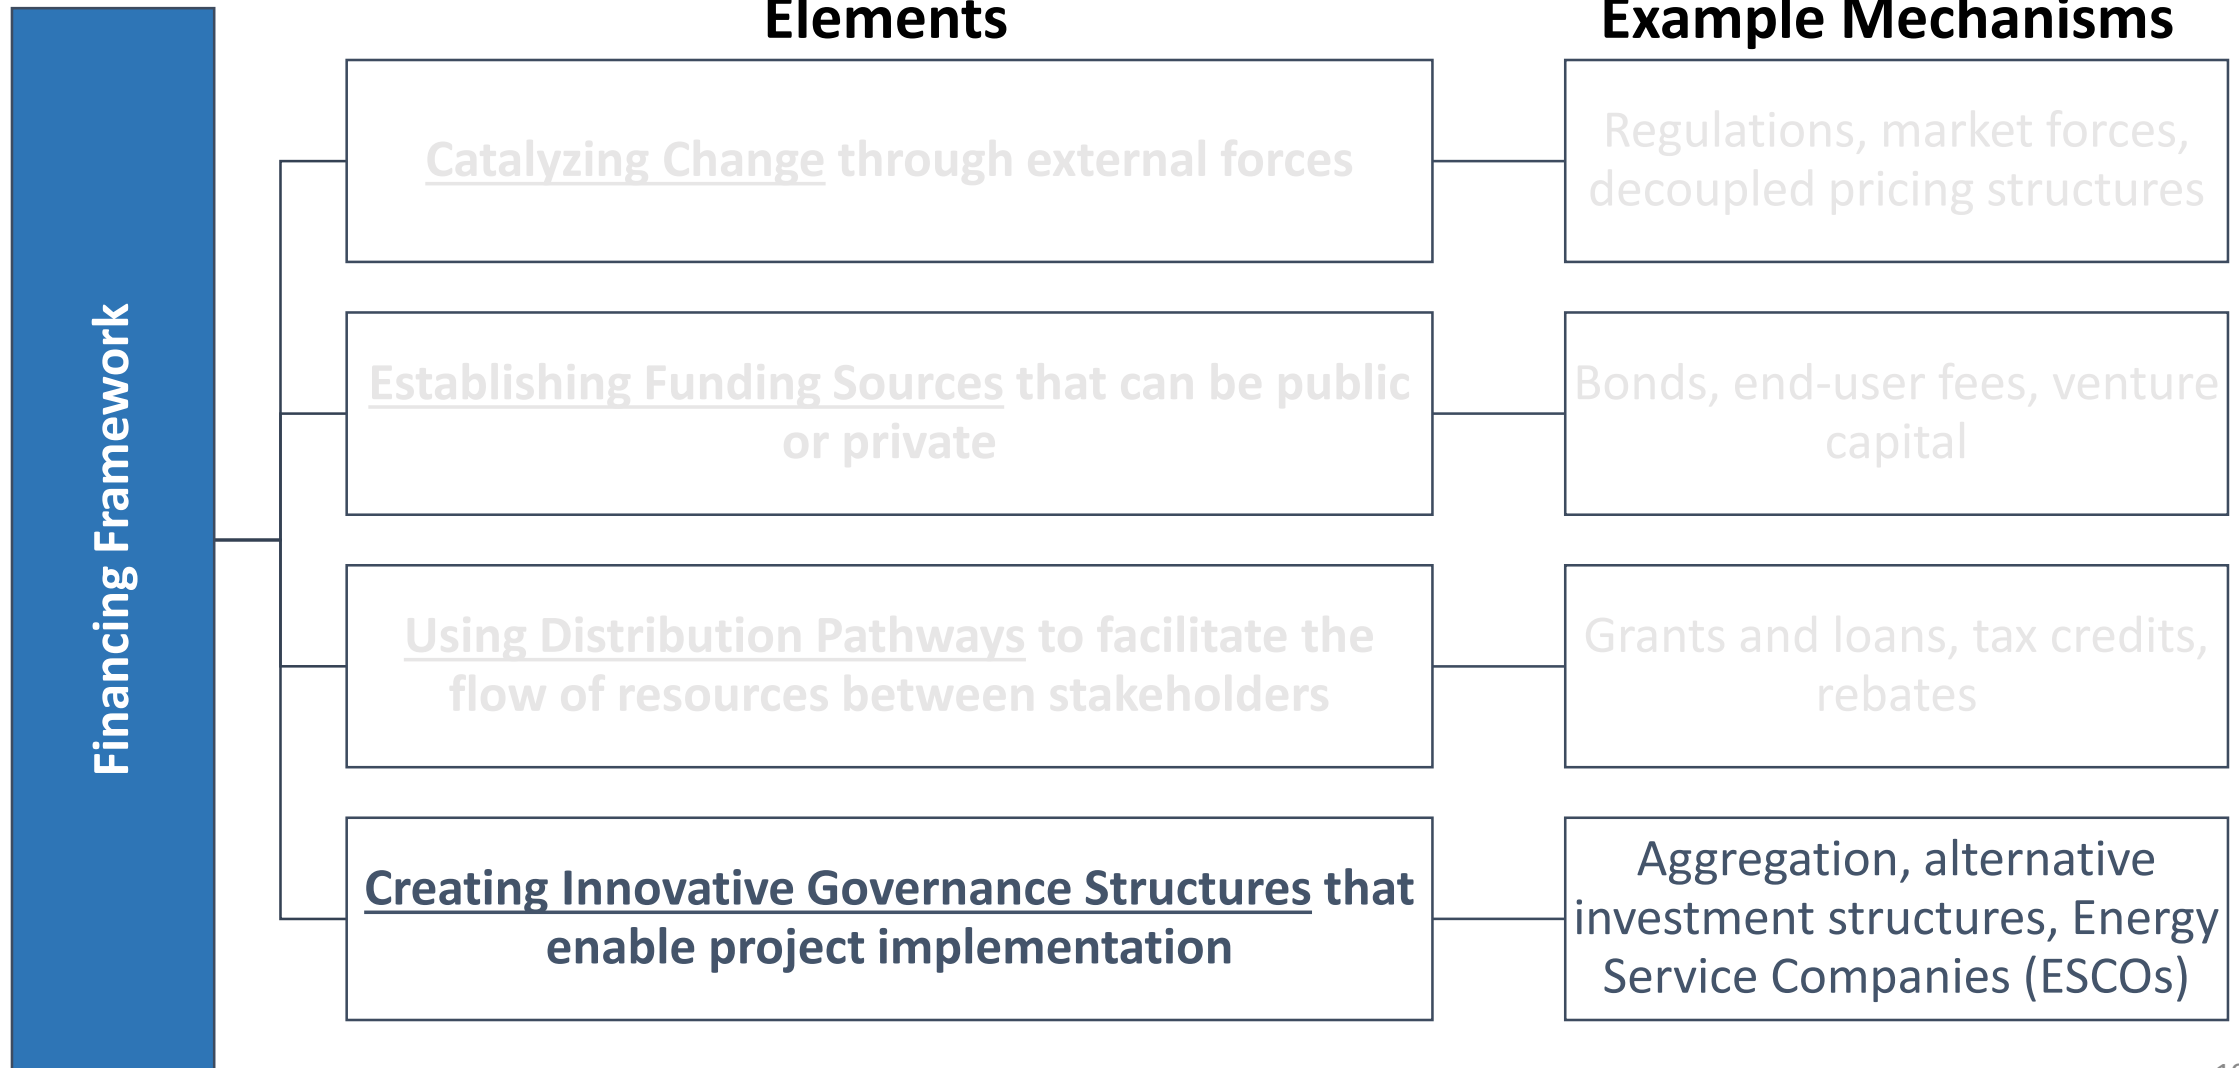 Elements
Example Mechanisms
Financing Framework
Catalyzing Change through external forces
Regulations, market forces,
decoupled pricing structures
Establishing Funding Sources that can be public
or private
Bonds, end-user fees, venture
capital
Using Distribution Pathways to facilitate the
flow of resources between stakeholders
Grants and loans, tax credits,
rebates
Creating Innovative Governance Structures that
enable project implementation
Aggregation, alternative
investment structures, Energy
Service Companies (ESCOs)